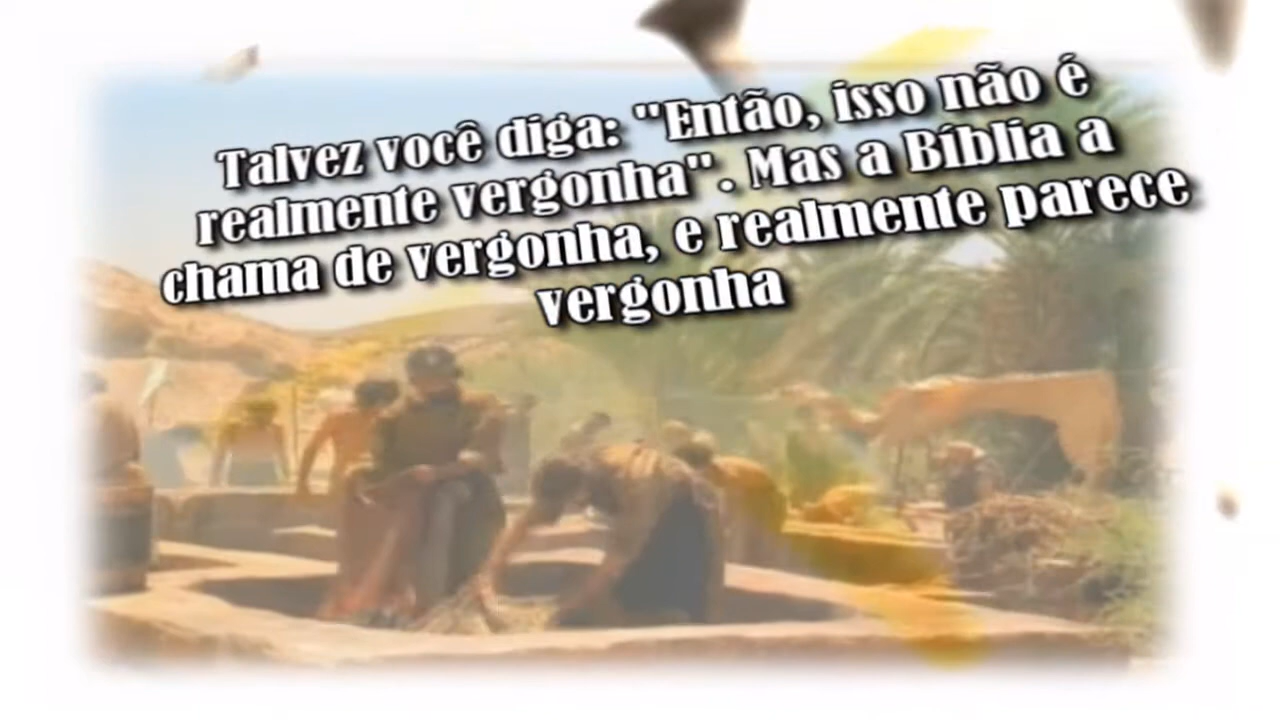 Talvez você diga: "Então, isso não é
realmente vergonha". Mas a Bíblia a
chama de vergonha, e realmente parece
vergonha